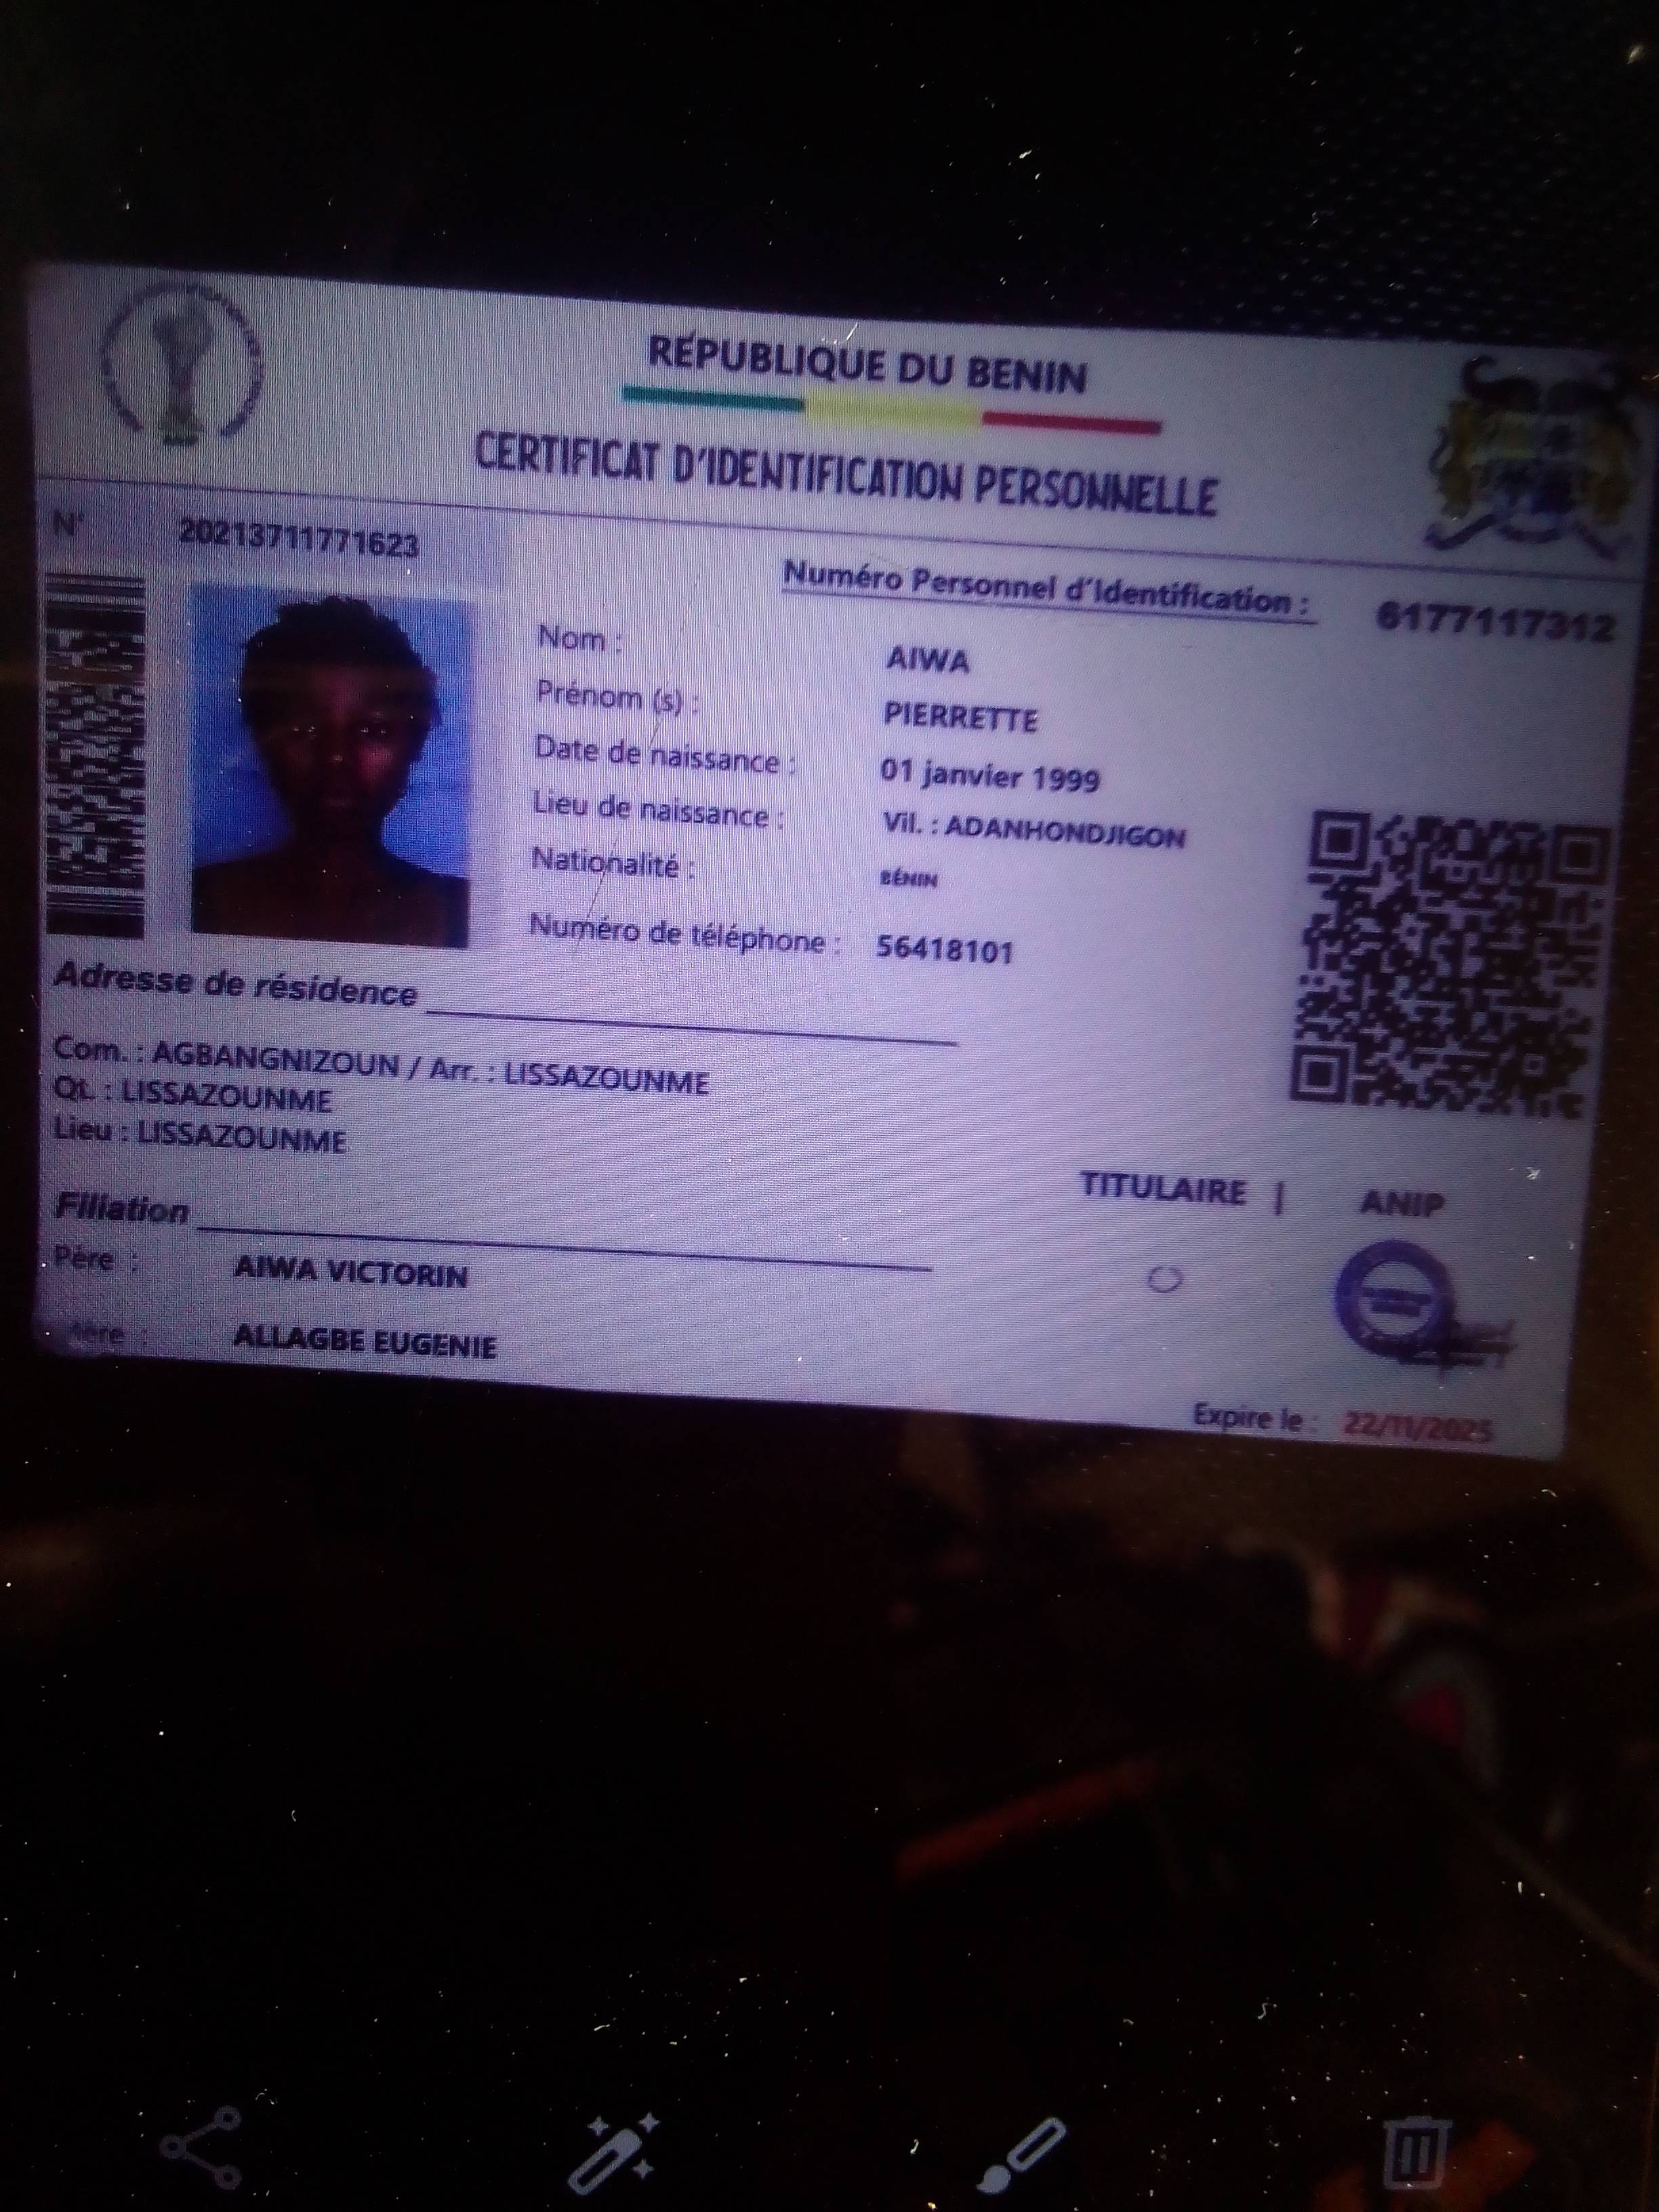 RÉPUBLIQUE DU BENIN
CERTIFICAT D'IDENTIFICATION PERSONNELLE
N° 20213711771623
Numéro Personnel d'Identification : 6177117312
Nom : AIWA
Prénom (s) : PIERRETTE
Date de naissance : 01 janvier 1999
Lieu de naissance : Vil. : ADANHONDJIGON
Nationalité : BÉNIN
Numéro de téléphone : 56418101
Adresse de résidence
Com. : AGBANGNIZOUN / Arr. : LISSAZOUNME
Qt. : LISSAZOUNME
Lieu : LISSAZOUNME
TITULAIRE | ANIP
Filiation
Père : AIWA VICTORIN
Mère : ALLAGBE EUGENIE
Expire le : 22/11/2025